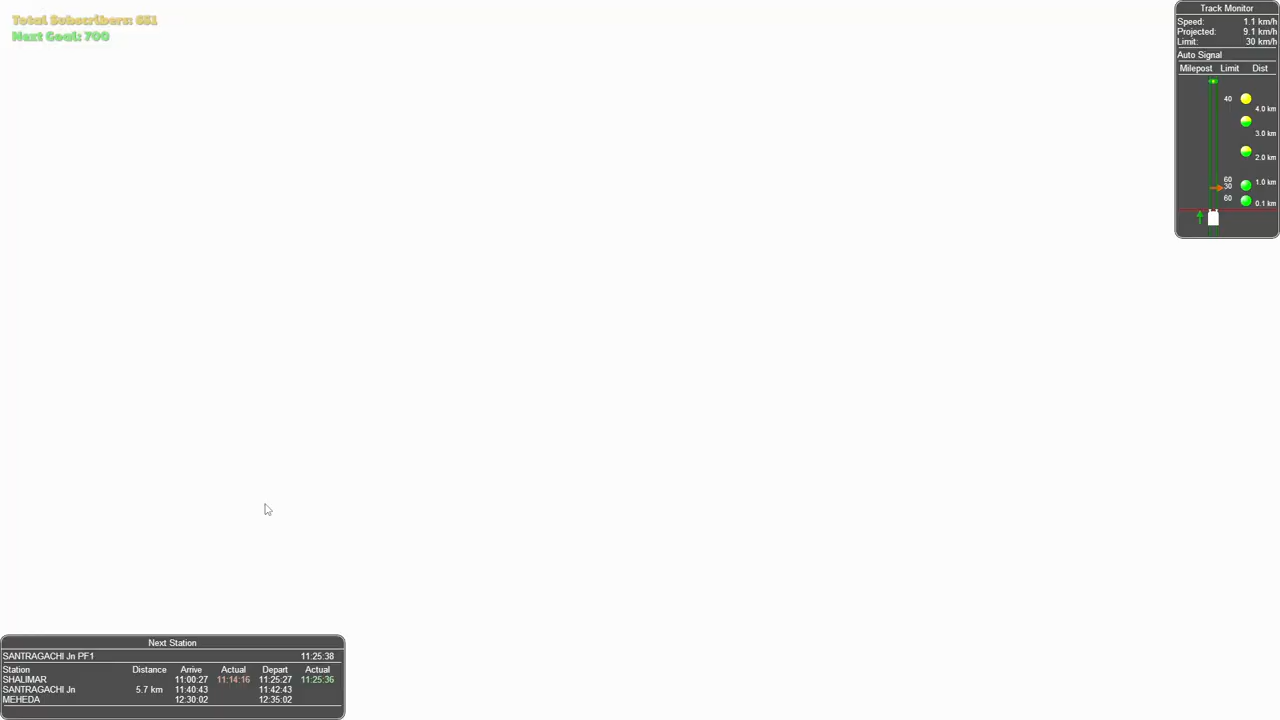 Total Subscribers: 651
Next Goal: 700
Track Monitor
Speed: 1.1 km/h
Projected: 9.1 km/h
Limit: 30 km/h
Auto Signal
Milepost Limit Dist
40
4.0 km
3.0 km
2.0 km
60
30 1.0 km
60
0.1 km
Next Station
SANTRAGACHI Jn PF1 11:25:38
Station Distance Arrive Actual Depart Actual
SHALIMAR 11:00:27 11:14:16 11:25:27 11:25:36
SANTRAGACHI Jn 5.7 km 11:40:43 11:42:43
MEHEDA 12:30:02 12:35:02